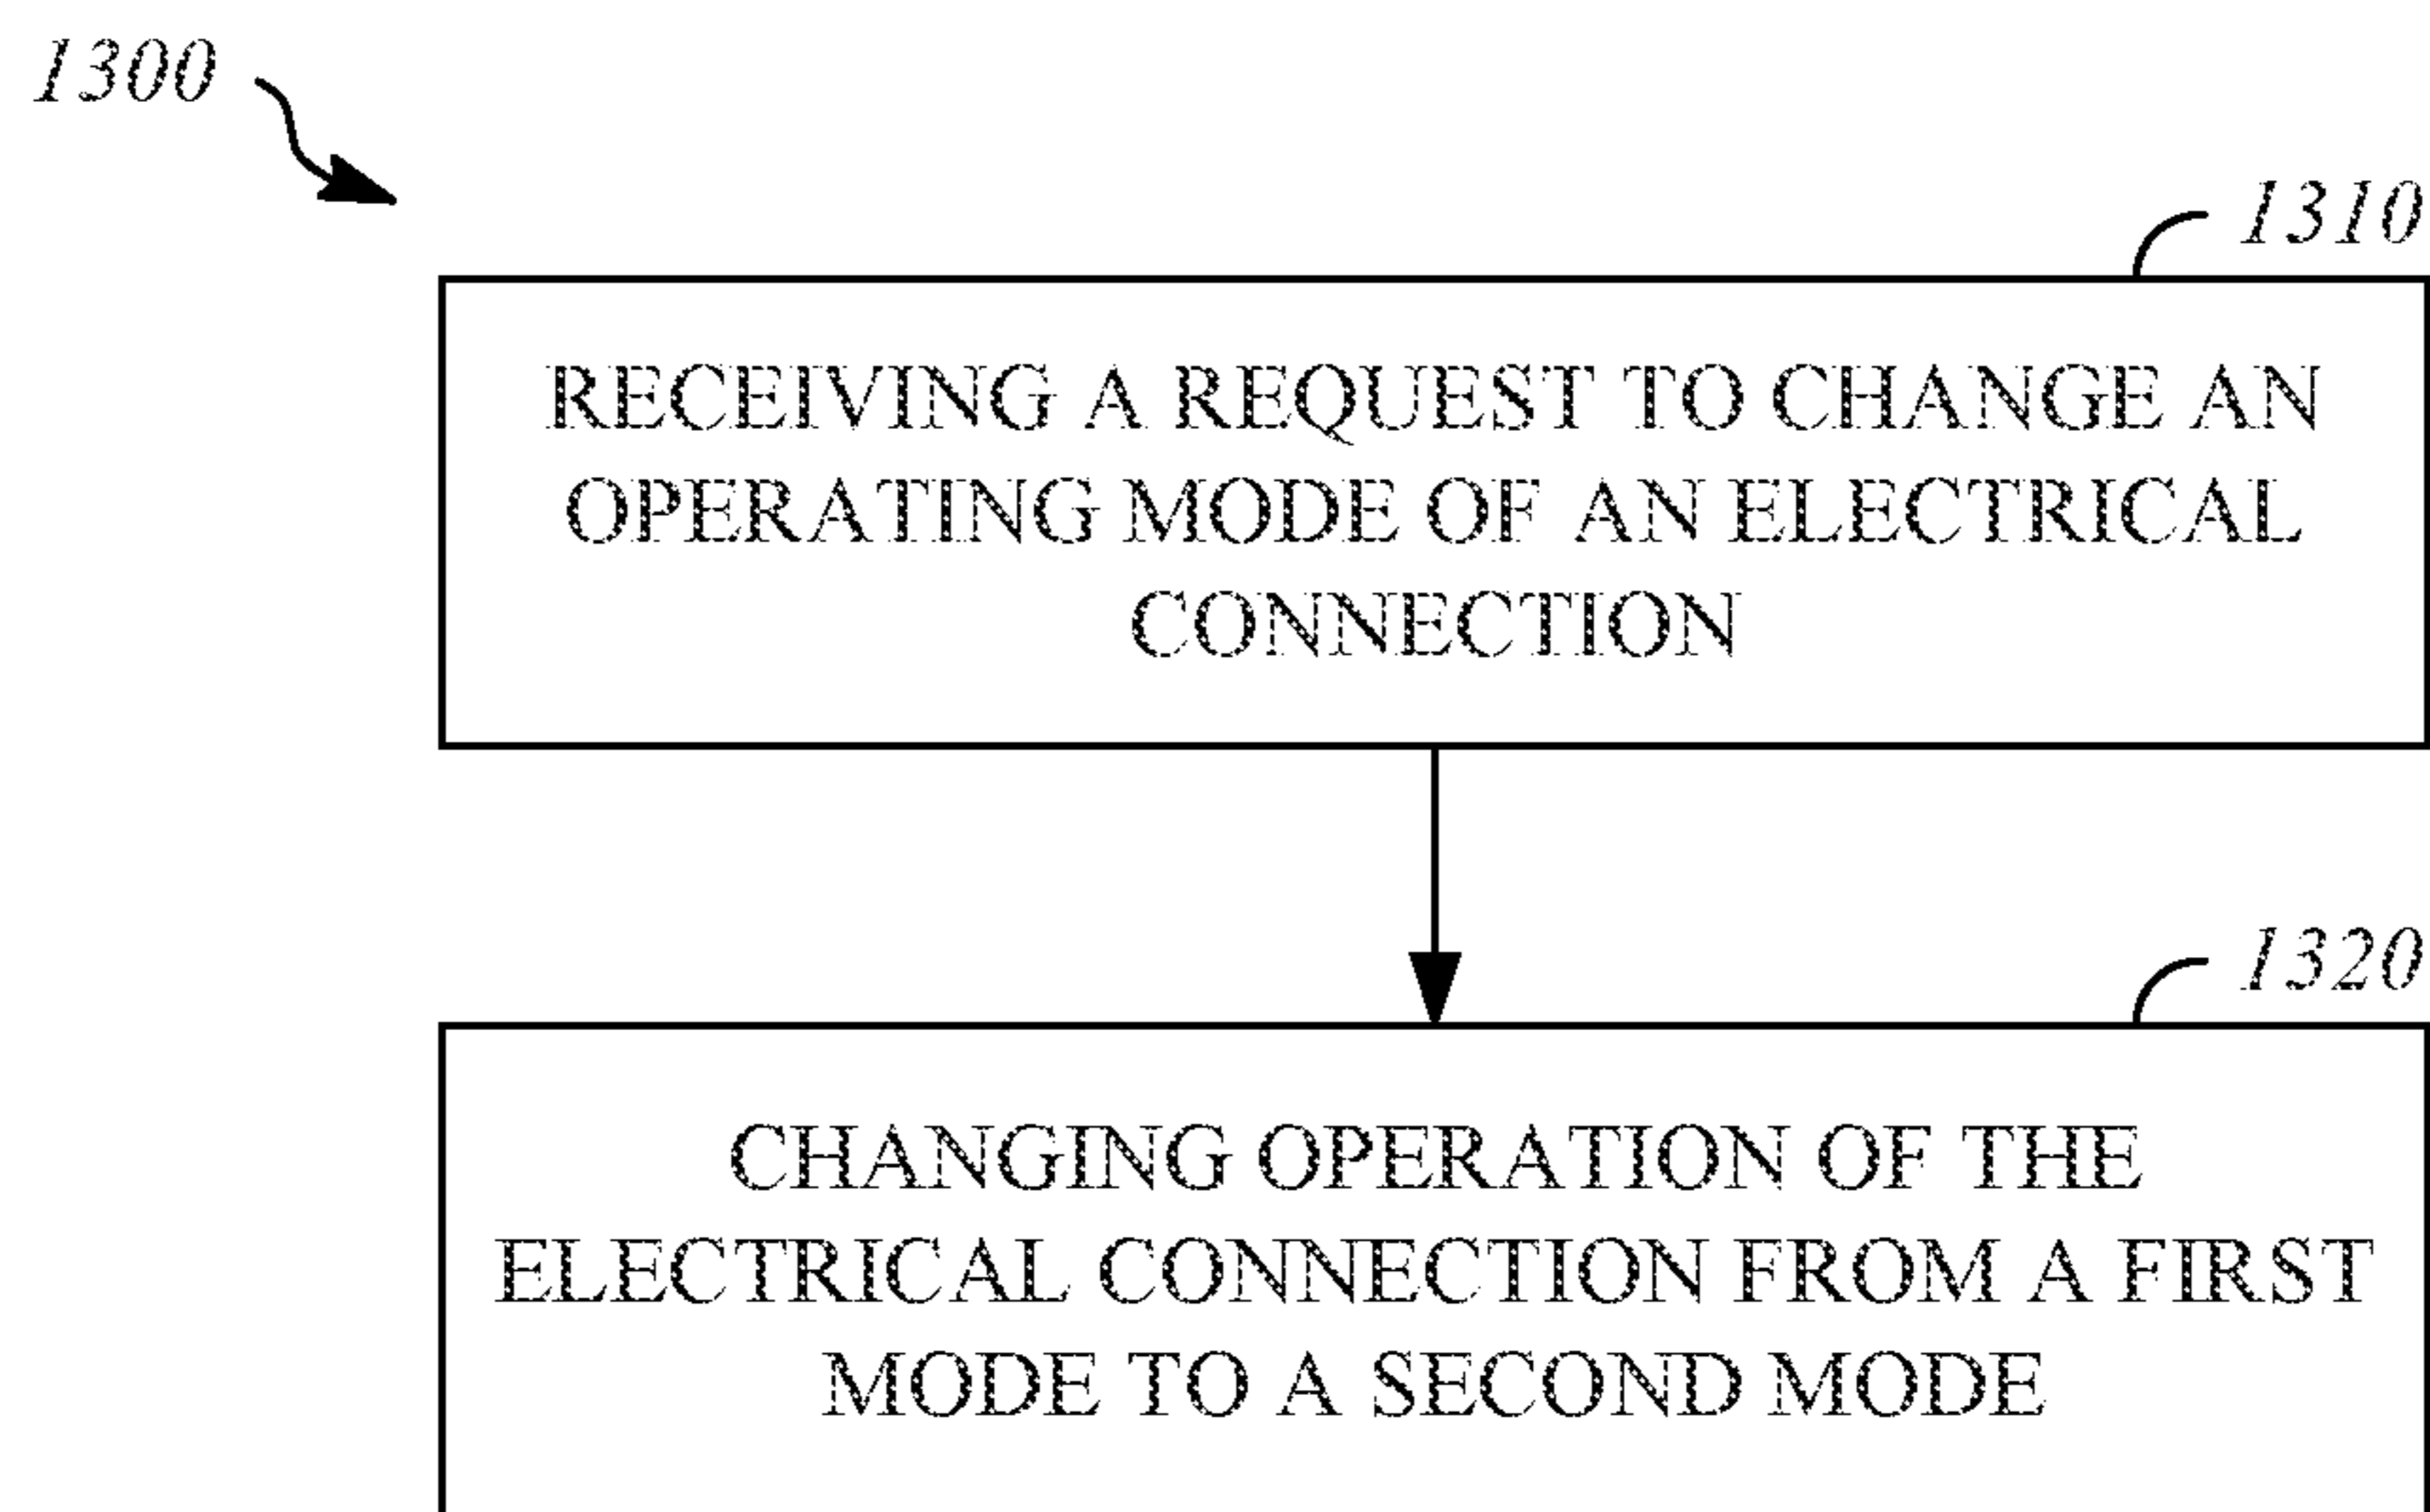 1300
1310
RECEIVING A REQUEST TO CHANGE AN
OPERATING MODE OF AN ELECTRICAL
CONNECTION
1320
CHANGING OPERATION OF THE
ELECTRICAL CONNECTION FROM A FIRST
MODE TO A SECOND MODE